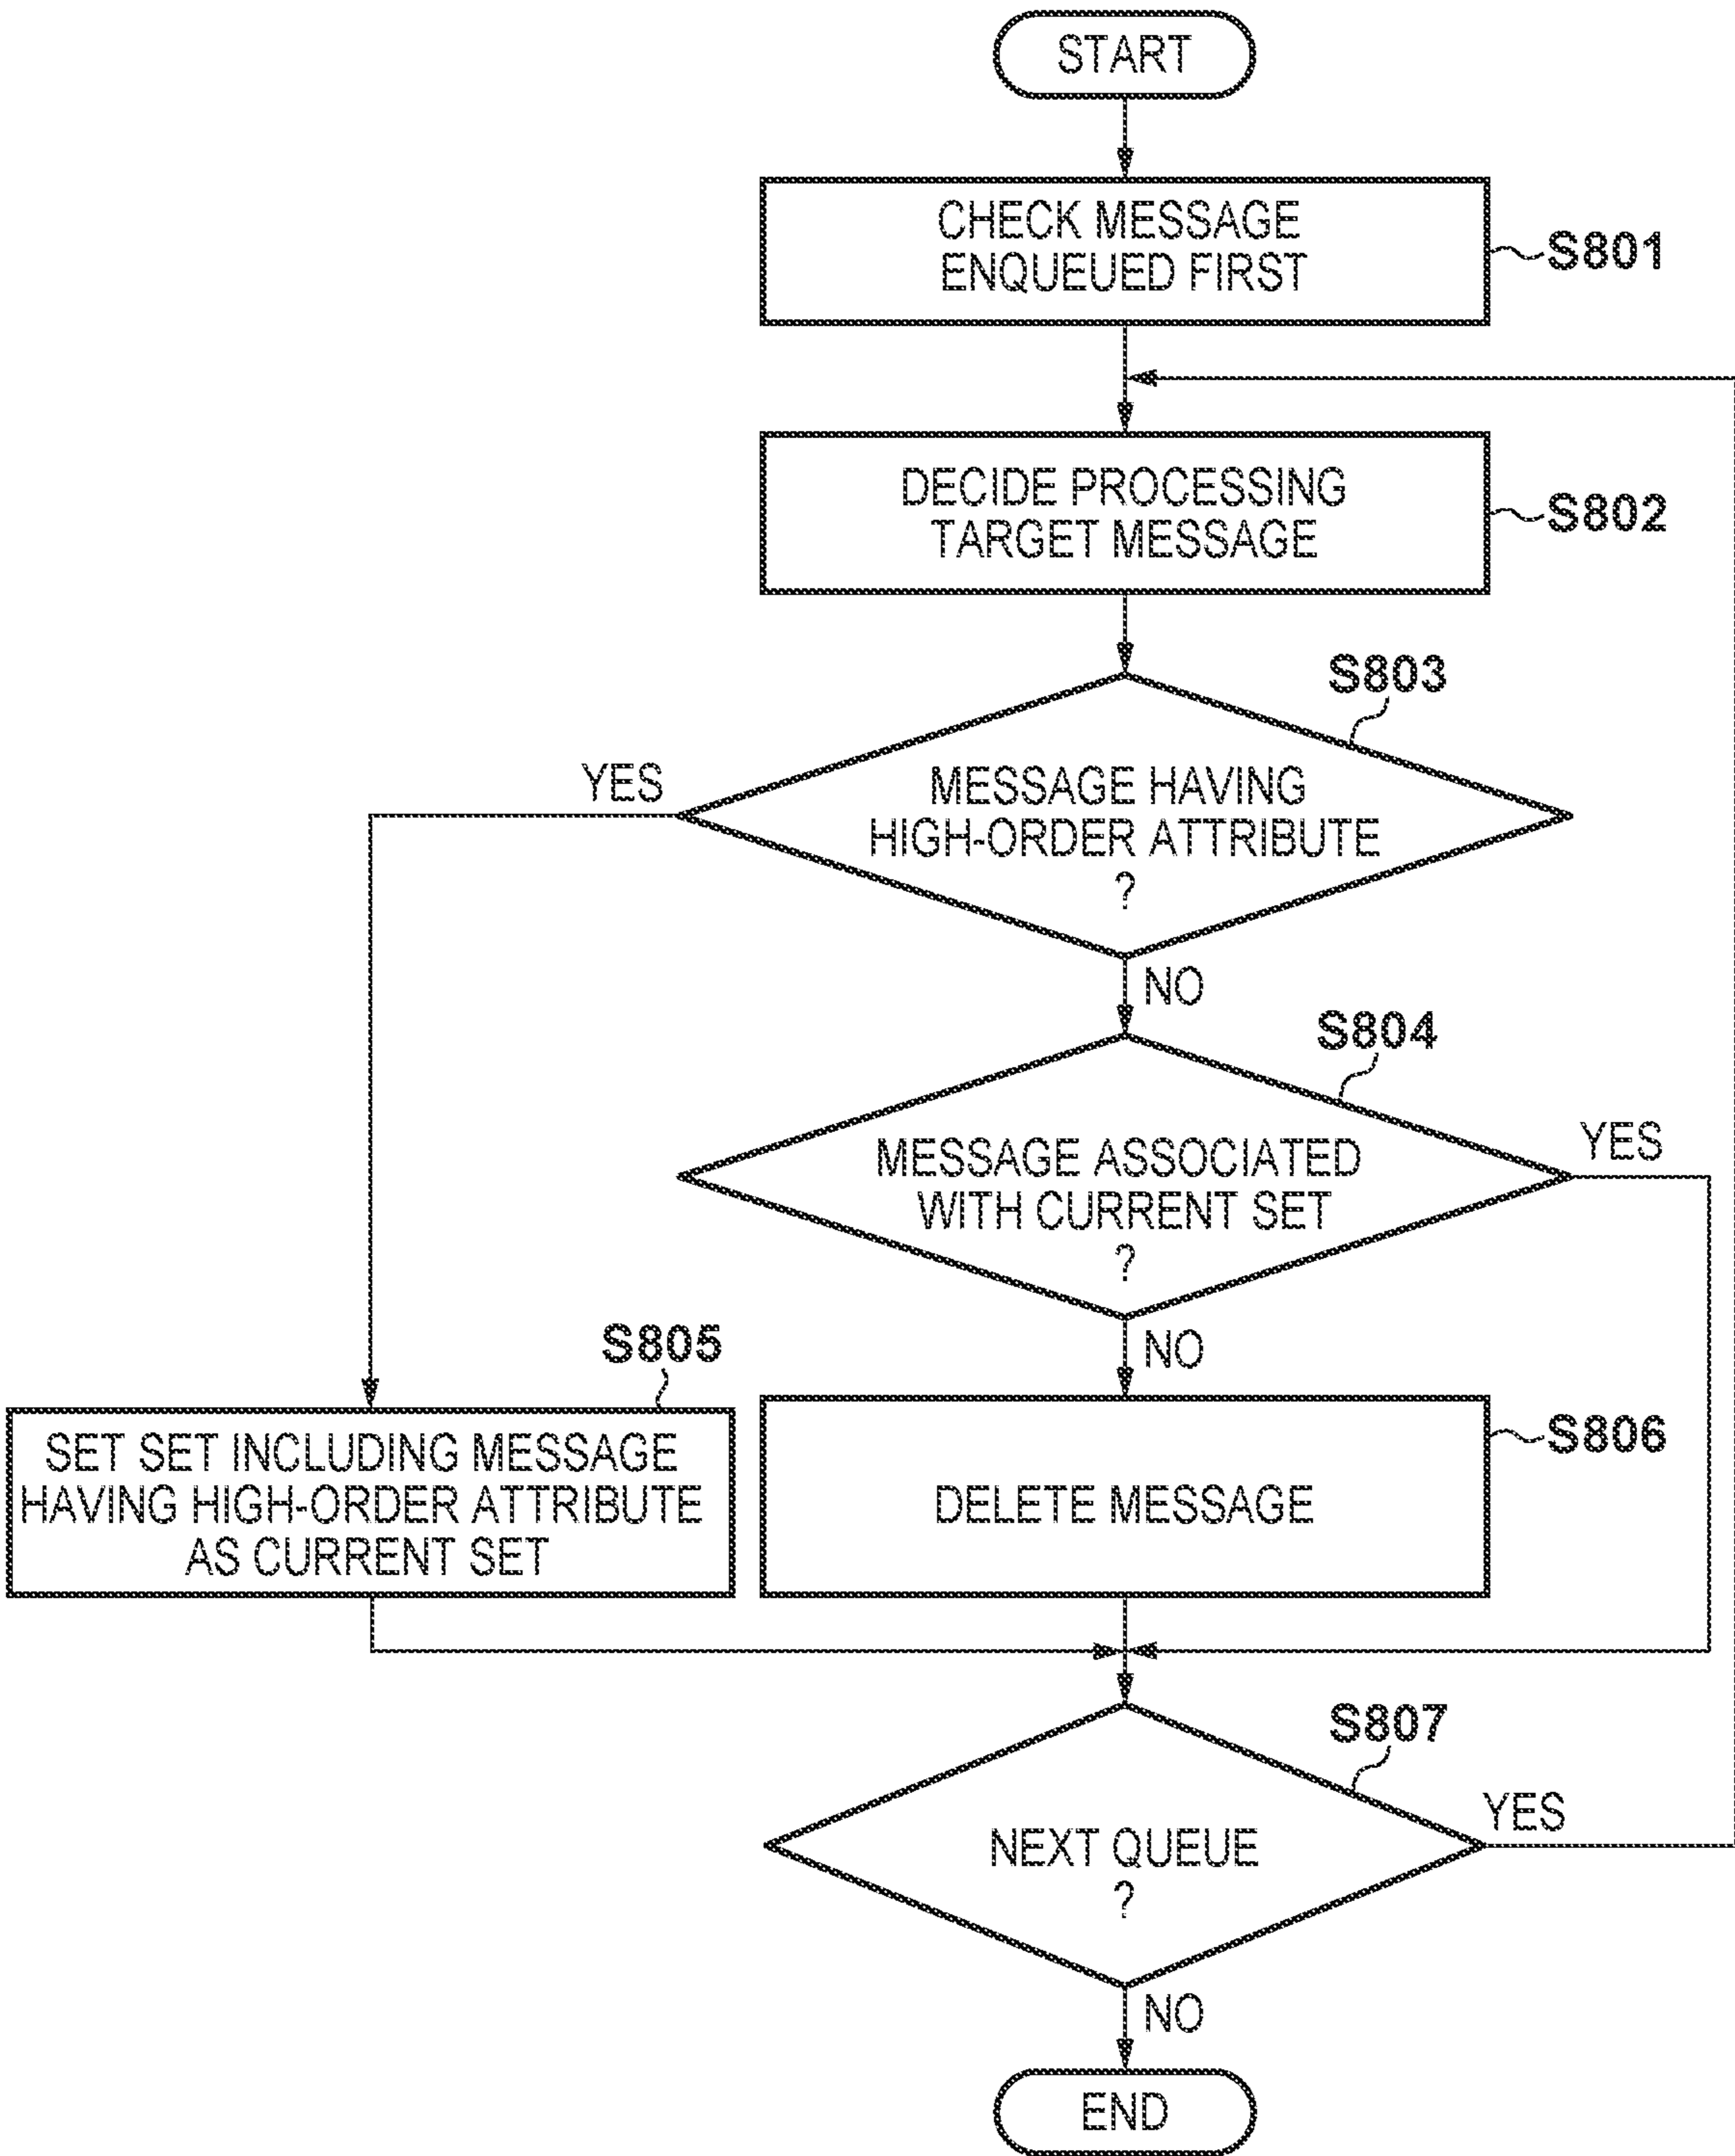 START
CHECK MESSAGE
ENQUEUED FIRST
S801
DECIDE PROCESSING
TARGET MESSAGE
S802
S803
YES
MESSAGE HAVING
HIGH-ORDER ATTRIBUTE
?
NO
S804
MESSAGE ASSOCIATED
WITH CURRENT SET
?
YES
NO
S805
SET SET INCLUDING MESSAGE
HAVING HIGH-ORDER ATTRIBUTE
AS CURRENT SET
DELETE MESSAGE
S806
S807
NEXT QUEUE
?
YES
NO
END